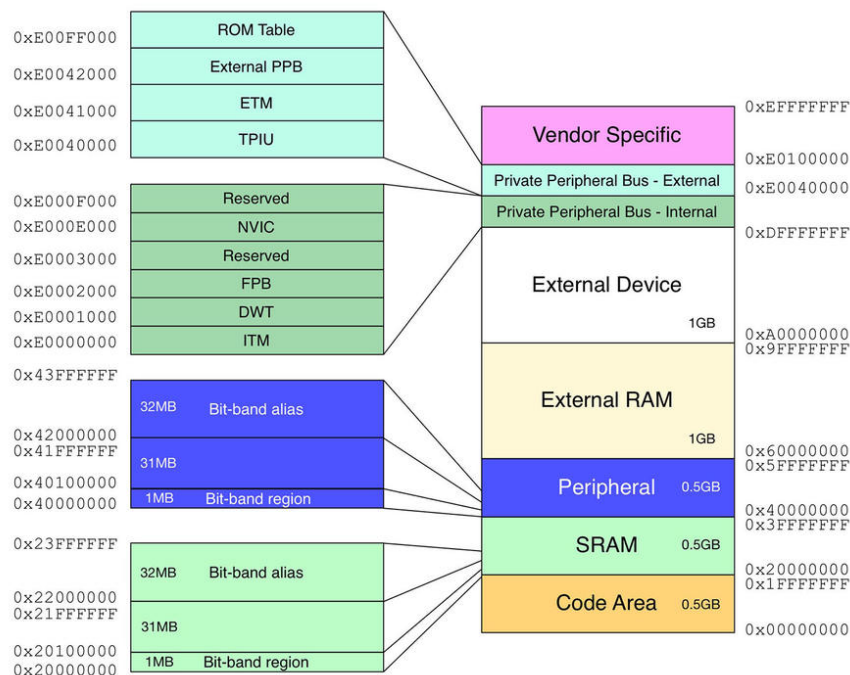 ROM Table
0xE00FF000
External PPB
0xE0042000
ETM
0xE0041000
TPIU
0xE0040000
Reserved
0xE000F000
NVIC
0xE000E000
Reserved
0xE0003000
FPB
0xE0002000
DWT
0xE0001000
ITM
0xE0000000
0x43FFFFFF
32MB Bit-band alias
0x42000000
0x41FFFFFF
31MB
0x40100000
1MB Bit-band region
0x40000000
0x23FFFFFF
32MB Bit-band alias
0x22000000
0x21FFFFFF
31MB
0x20100000
1MB Bit-band region
0x20000000
0xEFFFFFFF
Vendor Specific
0xE0100000
Private Peripheral Bus - External
0xE0040000
Private Peripheral Bus - Internal
0xDFFFFFFF
External Device
1GB
0xA0000000
0x9FFFFFFF
External RAM
1GB
0x60000000
0x5FFFFFFF
Peripheral 0.5GB
0x40000000
0x3FFFFFFF
SRAM 0.5GB
0x20000000
0x1FFFFFFF
Code Area 0.5GB
0x00000000